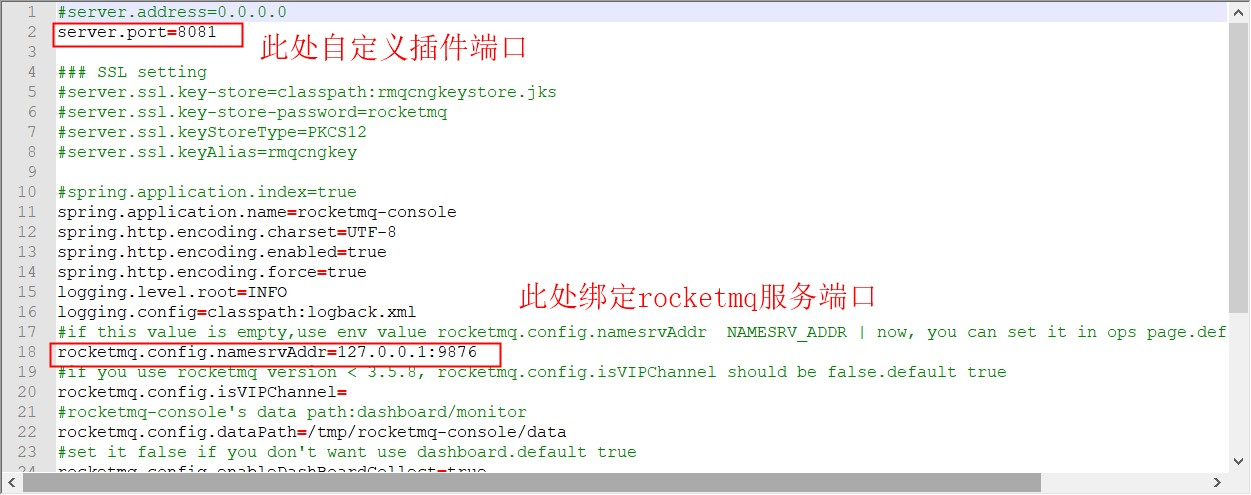 1 #server.address=0.0.0.0
2 server.port=8081
此处自定义插件端口
3
4 ### SSL setting
5 #server.ssl.key-store=classpath:rmqcngkeystore.jks
6 #server.ssl.key-store-password=rocketmq
7 #server.ssl.keyStoreType=PKCS12
8 #server.ssl.keyAlias=rmqcngkey
9
10 #spring.application.index=true
11 spring.application.name=rocketmq-console
12 spring.http.encoding.charset=UTF-8
13 spring.http.encoding.enabled=true
14 spring.http.encoding.force=true
15 logging.level.root=INFO
此处绑定rocketmq服务端口
16 logging.config=classpath:logback.xml
17 #if this value is empty,use env value rocketmq.config.namesrvAddr  NAMESRV_ADDR | now, you can set it in ops page.def
18 rocketmq.config.namesrvAddr=127.0.0.1:9876
19 #if you use rocketmq version < 3.5.8, rocketmq.config.isVIPChannel should be false.default true
20 rocketmq.config.isVIPChannel=
21 #rocketmq-console's data path:dashboard/monitor
22 rocketmq.config.dataPath=/tmp/rocketmq-console/data
23 #set it false if you don't want use dashboard.default true
24 rocketmq.config.enableDashBoardCollect=true